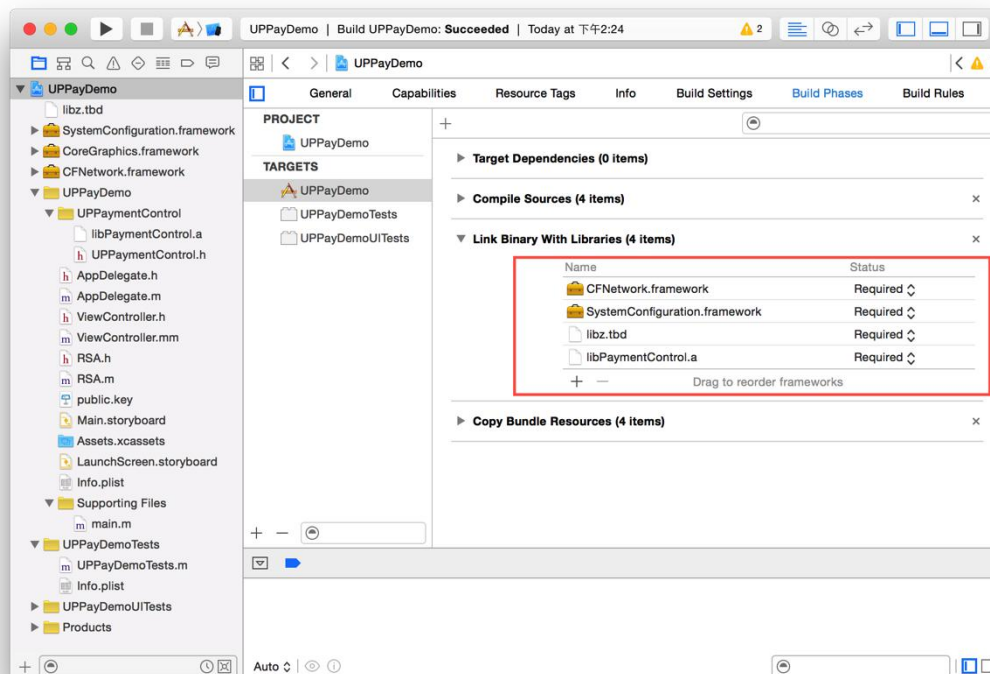 UPPayDemo | Build UPPayDemo: Succeeded | Today at 下午2:24
2
UPPayDemo
General Capabilities Resource Tags Info Build Settings Build Phases Build Rules
UPPayDemo
libz.tbd
SystemConfiguration.framework
CoreGraphics.framework
CFNetwork.framework
UPPayDemo
UPPaymentControl
libPaymentControl.a
h UPPaymentControl.h
h AppDelegate.h
m AppDelegate.m
h ViewController.h
m ViewController.mm
h RSA.h
m RSA.m
public.key
Main.storyboard
Assets.xcassets
LaunchScreen.storyboard
Info.plist
Supporting Files
m main.m
UPPayDemoTests
m UPPayDemoTests.m
Info.plist
UPPayDemoUITests
Products
PROJECT
UPPayDemo
TARGETS
UPPayDemo
UPPayDemoTests
UPPayDemoUITests
Target Dependencies (0 items)
Compile Sources (4 items)
Link Binary With Libraries (4 items)
Name Status
CFNetwork.framework Required
SystemConfiguration.framework Required
libz.tbd Required
libPaymentControl.a Required
Drag to reorder frameworks
Copy Bundle Resources (4 items)
Auto